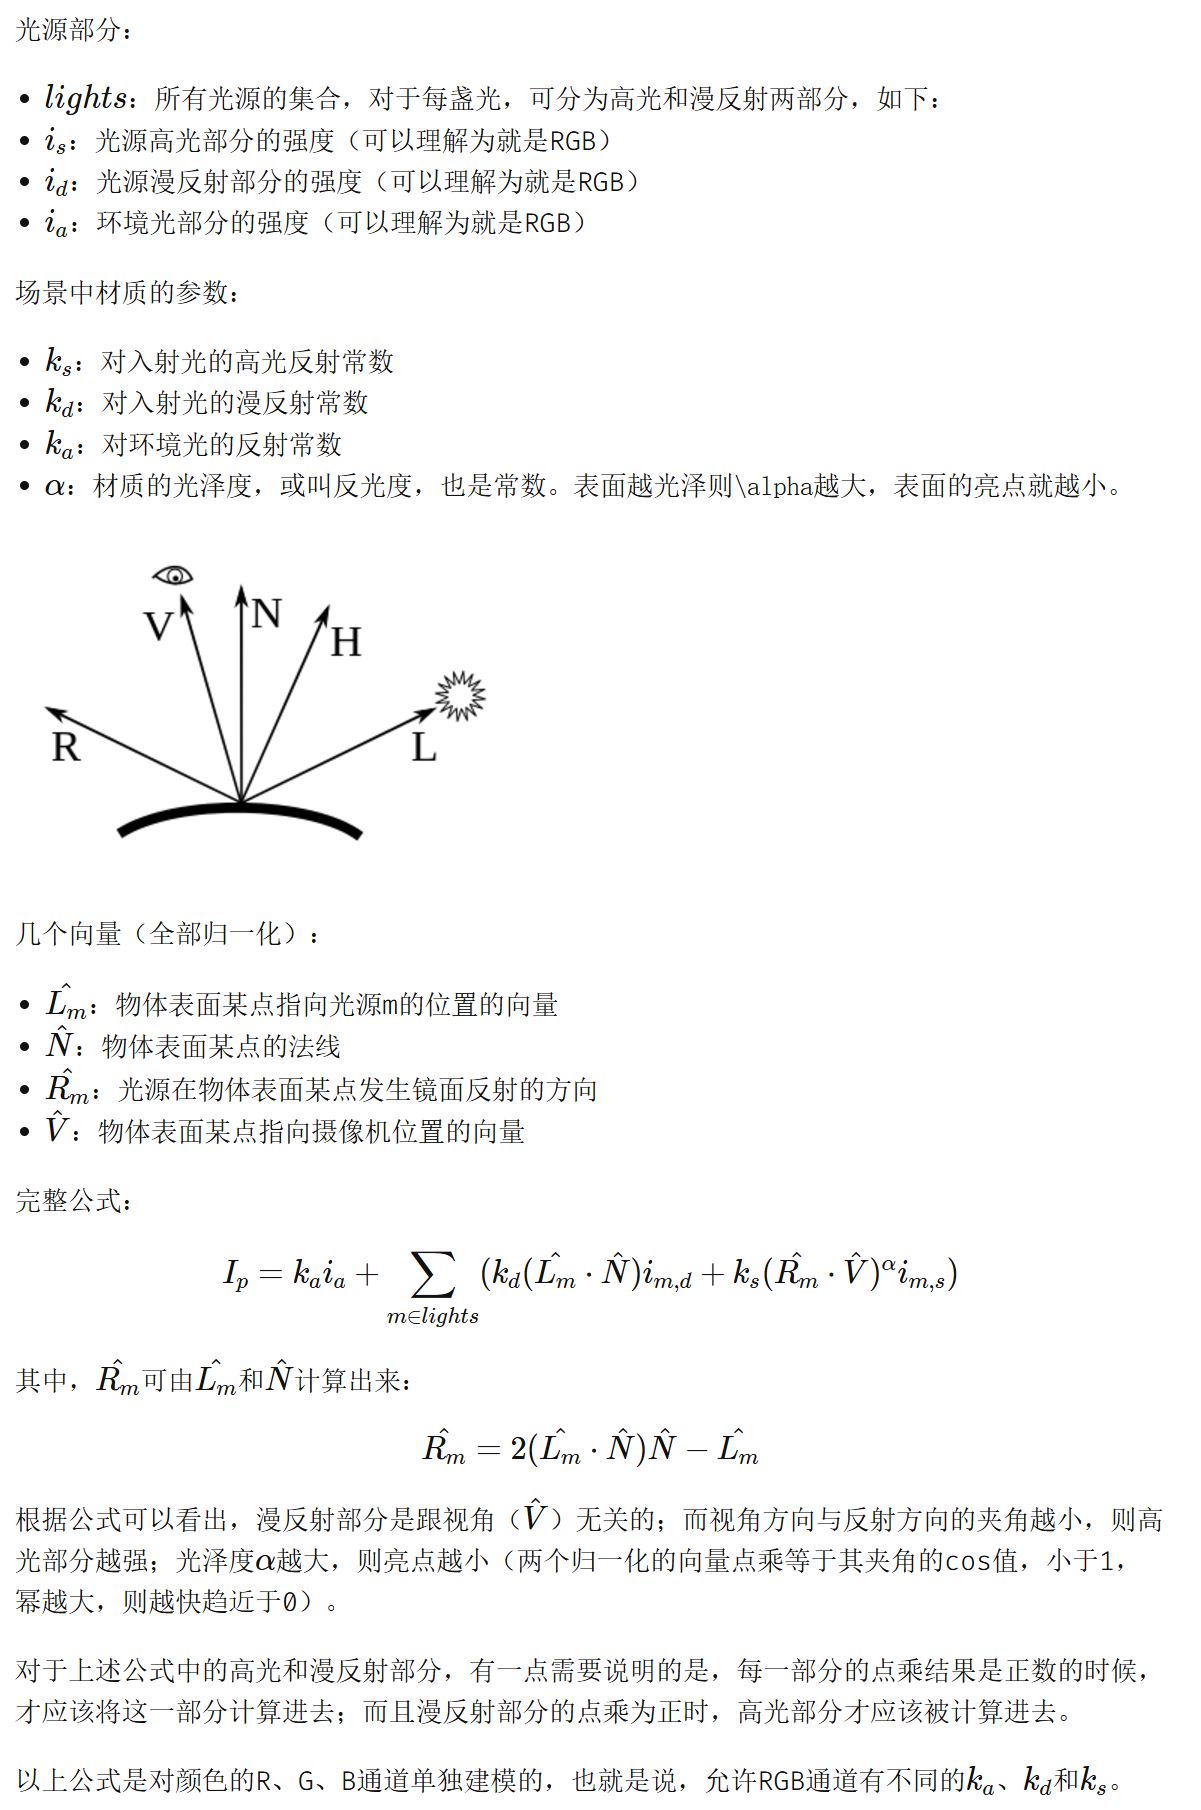 光源部分：
• lights：所有光源的集合，对于每盏光，可分为高光和漫反射两部分，如下：
• i_s：光源高光部分的强度（可以理解为就是RGB）
• i_d：光源漫反射部分的强度（可以理解为就是RGB）
• i_a：环境光部分的强度（可以理解为就是RGB）
场景中材质的参数：
• k_s：对入射光的高光反射常数
• k_d：对入射光的漫反射常数
• k_a：对环境光的反射常数
• α：材质的光泽度，或叫反光度，也是常数。表面越光泽则\alpha越大，表面的亮点就越小。
V N H
R L
几个向量（全部归一化）：
• \hat{L_m}：物体表面某点指向光源m的位置的向量
• \hat{N}：物体表面某点的法线
• \hat{R_m}：光源在物体表面某点发生镜面反射的方向
• \hat{V}：物体表面某点指向摄像机位置的向量
完整公式：
I_p = k_a i_a + \sum_{m∈lights} (k_d(\hat{L_m} · \hat{N})i_{m,d} + k_s(\hat{R_m} · \hat{V})^α i_{m,s})
其中，\hat{R_m}可由\hat{L_m}和\hat{N}计算出来：
\hat{R_m} = 2(\hat{L_m} · \hat{N})\hat{N} − \hat{L_m}
根据公式可以看出，漫反射部分是跟视角（\hat{V}）无关的；而视角方向与反射方向的夹角越小，则高
光部分越强；光泽度α越大，则亮点越小（两个归一化的向量点乘等于其夹角的cos值，小于1，
幂越大，则越快趋近于0）。
对于上述公式中的高光和漫反射部分，有一点需要说明的是，每一部分的点乘结果是正数的时候，
才应该将这一部分计算进去；而且漫反射部分的点乘为正时，高光部分才应该被计算进去。
以上公式是对颜色的R、G、B通道单独建模的，也就是说，允许RGB通道有不同的k_a、k_d和k_s。